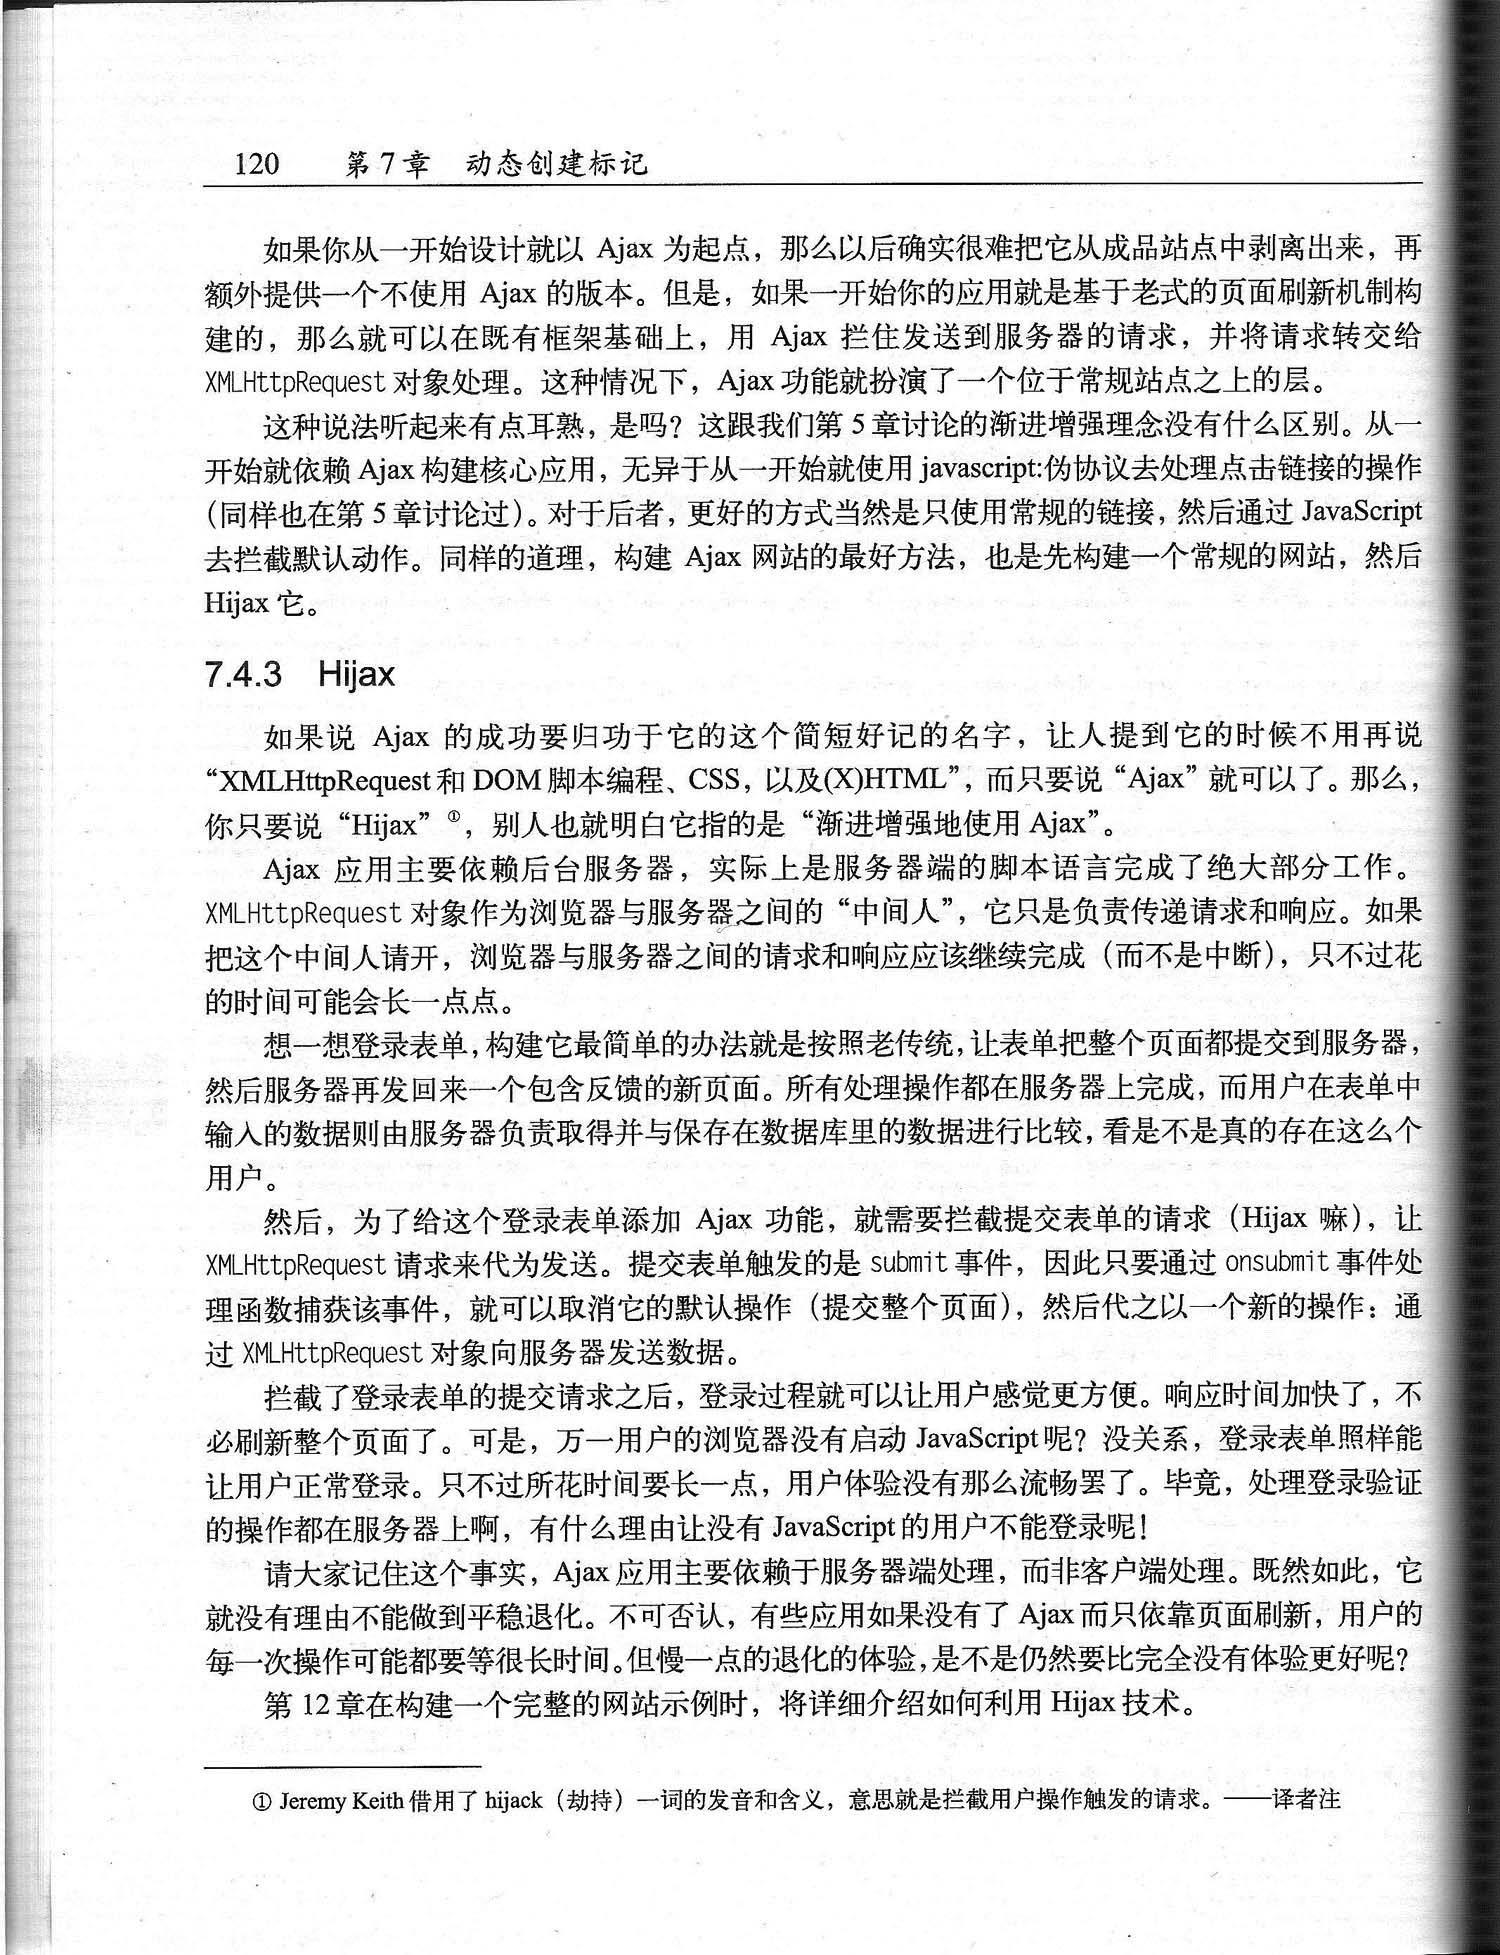 120 第 7 章 动态创建标记
如果你从一开始设计就以 Ajax 为起点，那么以后确实很难把它从成品站点中剥离出来，再
额外提供一个不使用 Ajax 的版本。但是，如果一开始你的应用就是基于老式的页面刷新机制构
建的，那么就可以在既有框架基础上，用 Ajax 拦住发送到服务器的请求，并将请求转交给
XMLHttpRequest 对象处理。这种情况下，Ajax 功能就扮演了一个位于常规站点之上的层。
这种说法听起来有点耳熟，是吗？这跟我们第 5 章讨论的渐进增强理念没有什么区别。从一
开始就依赖 Ajax 构建核心应用，无异于从一开始就使用 javascript:伪协议去处理点击链接的操作
（同样也在第 5 章讨论过）。对于后者，更好的方式当然是只使用常规的链接，然后通过 JavaScript
去拦截默认动作。同样的道理，构建 Ajax 网站的最好方法，也是先构建一个常规的网站，然后
Hijax 它。
7.4.3 Hijax
如果说 Ajax 的成功要归功于它的这个简短好记的名字，让人提到它的时候不用再说
“XMLHttpRequest 和 DOM 脚本编程、CSS，以及(X)HTML”，而只要说“Ajax”就可以了。那么，
你只要说“Hijax”①，别人也就明白它指的是“渐进增强地使用 Ajax”。
Ajax 应用主要依赖后台服务器，实际上是服务器端的脚本语言完成了绝大部分工作。
XMLHttpRequest 对象作为浏览器与服务器之间的“中间人”，它只是负责传递请求和响应。如果
把这个中间人请开，浏览器与服务器之间的请求和响应应该继续完成（而不是中断），只不过花
的时间可能会长一点点。
想一想登录表单，构建它最简单的办法就是按照老传统，让表单把整个页面都提交到服务器，
然后服务器再发回来一个包含反馈的新页面。所有处理操作都在服务器上完成，而用户在表单中
输入的数据则由服务器负责取得并与保存在数据库里的数据进行比较，看是不是真的存在这么个
用户。
然后，为了给这个登录表单添加 Ajax 功能，就需要拦截提交表单的请求（Hijax 嘛），让
XMLHttpRequest 请求来代为发送。提交表单触发的是 submit 事件，因此只要通过 onsubmit 事件处
理函数捕获该事件，就可以取消它的默认操作（提交整个页面），然后代之以一个新的操作：通
过 XMLHttpRequest 对象向服务器发送数据。
拦截了登录表单的提交请求之后，登录过程就可以让用户感觉更方便。响应时间加快了，不
必刷新整个页面了。可是，万一用户的浏览器没有启动 JavaScript 呢？没关系，登录表单照样能
让用户正常登录。只不过所花时间要长一点，用户体验没有那么流畅罢了。毕竟，处理登录验证
的操作都在服务器上啊，有什么理由让没有 JavaScript 的用户不能登录呢！
请大家记住这个事实，Ajax 应用主要依赖于服务器端处理，而非客户端处理。既然如此，它
就没有理由不能做到平稳退化。不可否认，有些应用如果没有了 Ajax 而只依靠页面刷新，用户的
每一次操作可能都要等很长时间。但慢一点的退化的体验，是不是仍然要比完全没有体验更好呢？
第 12 章在构建一个完整的网站示例时，将详细介绍如何利用 Hijax 技术。
① Jeremy Keith 借用了 hijack（劫持）一词的发音和含义，意思就是拦截用户操作触发的请求。——译者注